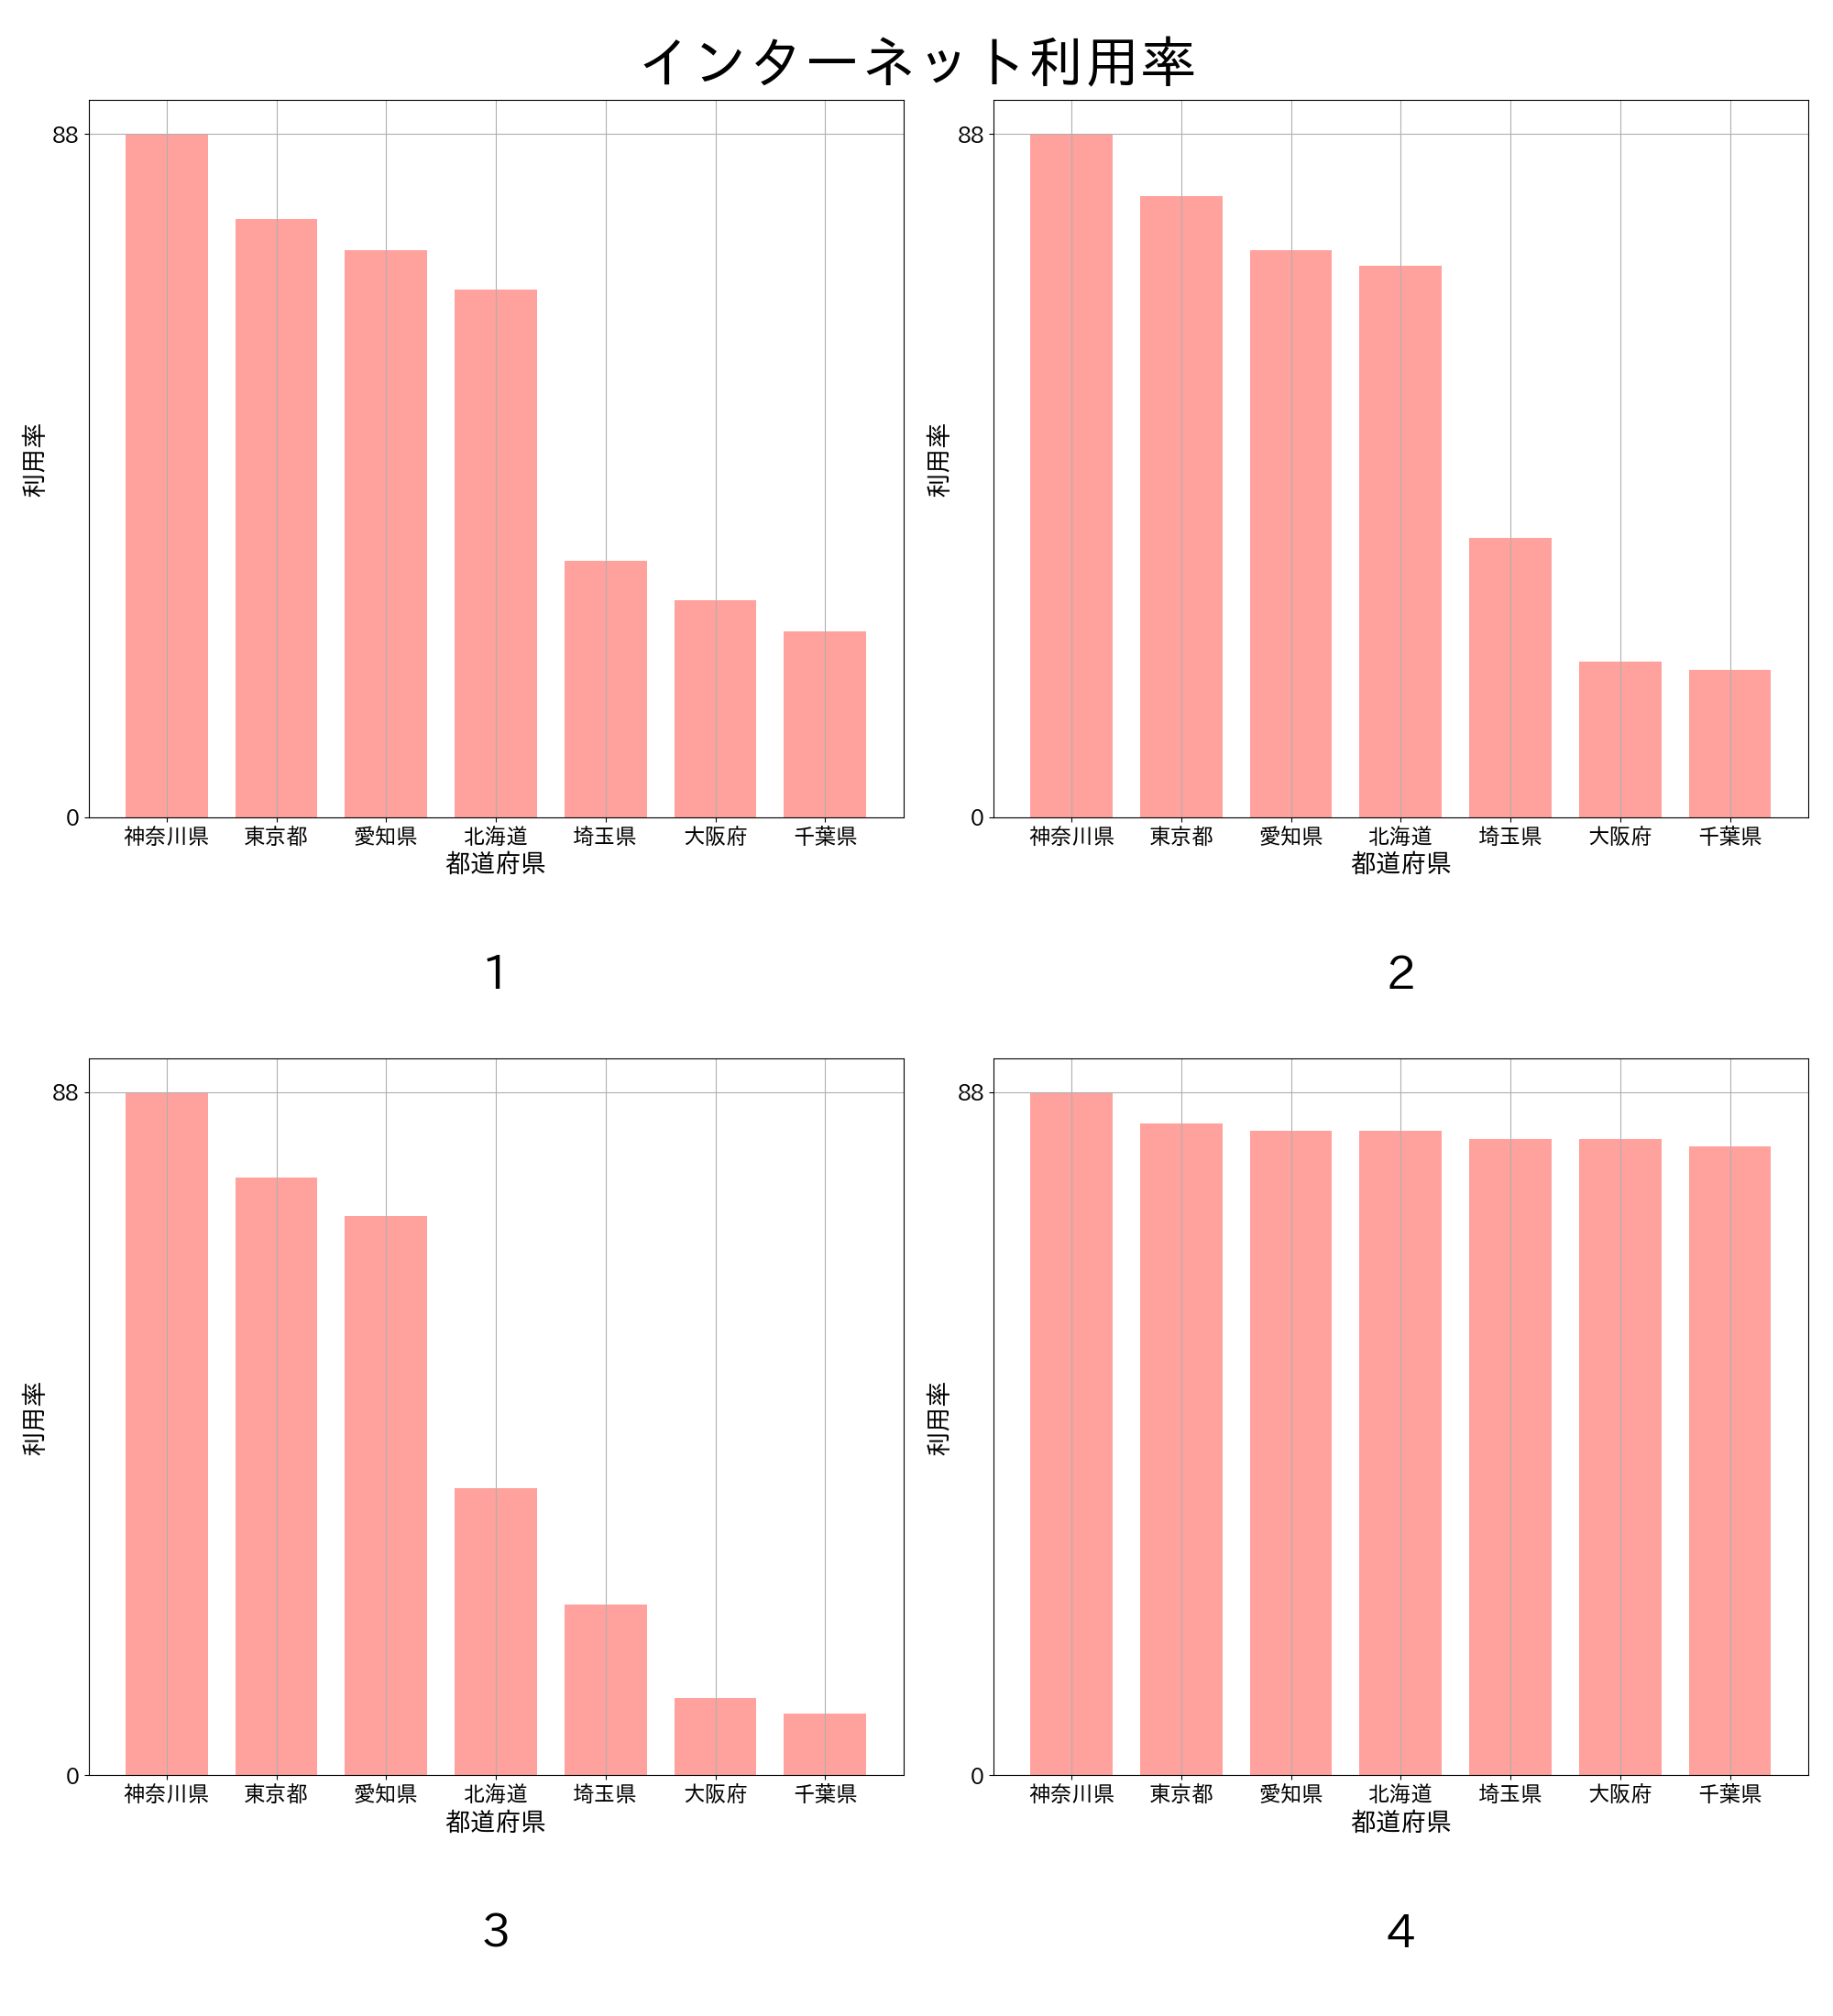 インターネット利用率
88
0
利用率
神奈川県 東京都 愛知県 北海道 埼玉県 大阪府 千葉県
都道府県
1
88
0
利用率
神奈川県 東京都 愛知県 北海道 埼玉県 大阪府 千葉県
都道府県
2
88
0
利用率
神奈川県 東京都 愛知県 北海道 埼玉県 大阪府 千葉県
都道府県
3
88
0
利用率
神奈川県 東京都 愛知県 北海道 埼玉県 大阪府 千葉県
都道府県
4